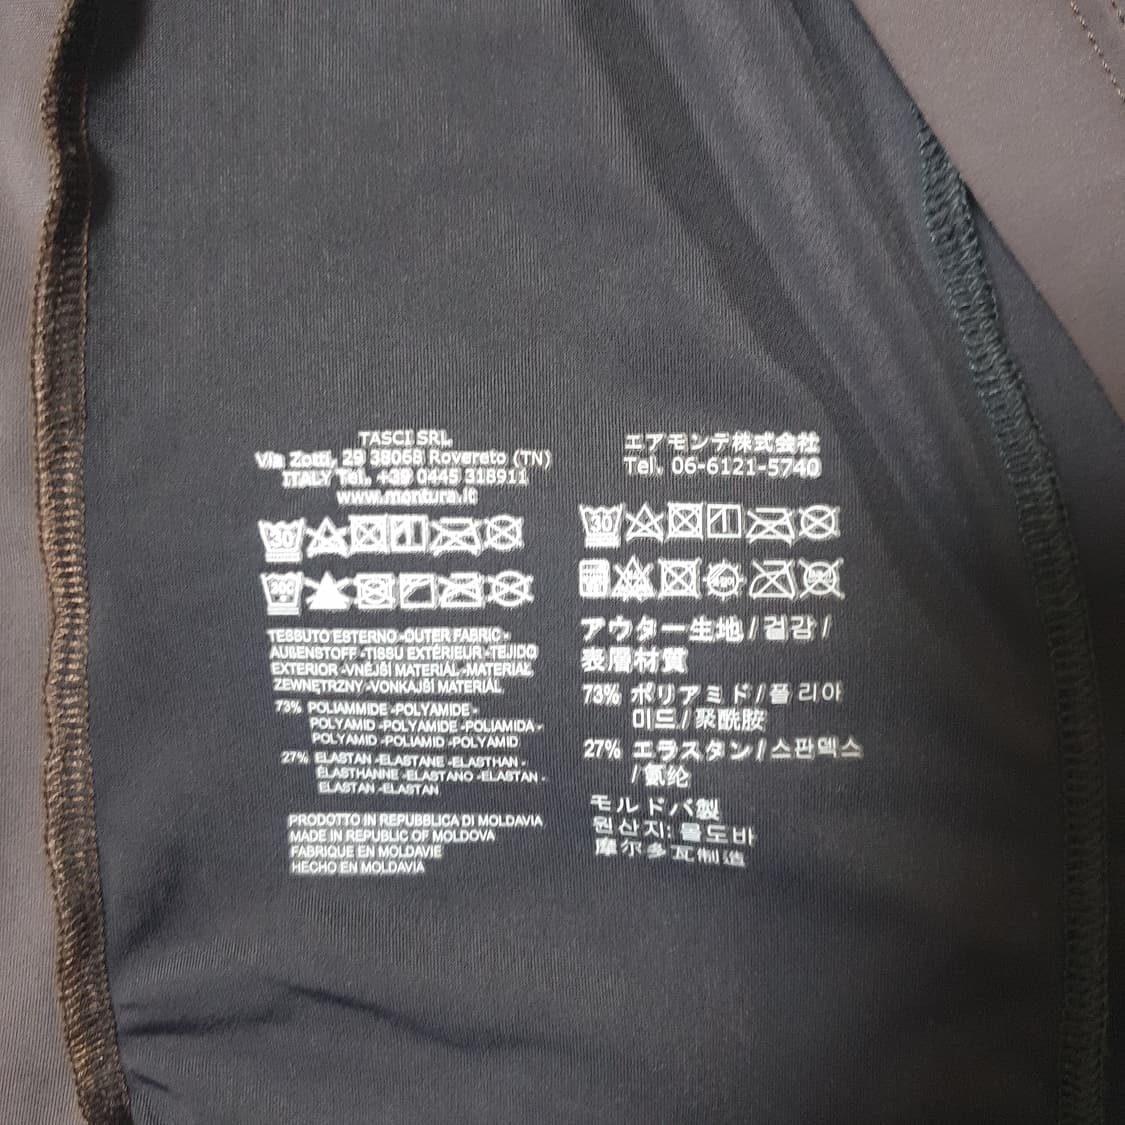 TASCI SRL
Via Zotti, 29 38068 Rovereto (TN)
ITALY Tel. +39 0445 318911
www.montura.it
30
30
TESSUTO ESTERNO -OUTER FABRIC-
AUßENSTOFF -TISSU EXTÉRIEUR -TEJIDO
EXTERIOR -VNĚJŠÍ MATERIÁL -MATERIAŁ
ZEWNĘTRZNY -VONKAJŠÍ MATERIÁL
73% POLIAMMIDE -POLYAMIDE -
POLYAMID -POLYAMIDE -POLIAMIDA -
POLYAMID -POLIAMID -POLYAMID
27% ELASTAN -ELASTANE -ELASTHAN -
ÉLASTHANNE -ELASTANO -ELASTAN -
ELASTAN -ELASTAN
PRODOTTO IN REPUBBLICA DI MOLDAVIA
MADE IN REPUBLIC OF MOLDOVA
FABRIQUE EN MOLDAVIE
HECHO EN MOLDAVIA
エアモンテ株式会社
Tel. 06-6121-5740
30
アウター生地/겉감/
表層材質
73% ポリアミド/폴리아
미드/聚酰胺
27% エラスタン/스판덱스
/氨纶
モルドバ製
원산지: 몰도바
摩尔多瓦制造